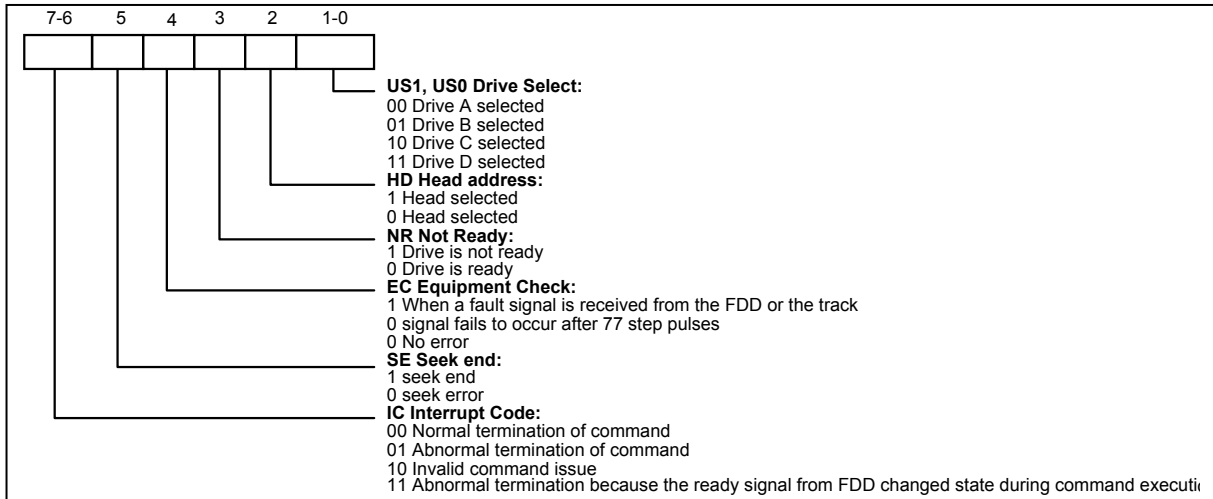 7-6 5 4 3 2 1-0
US1, US0 Drive Select:
00 Drive A selected
01 Drive B selected
10 Drive C selected
11 Drive D selected
HD Head address:
1 Head selected
0 Head selected
NR Not Ready:
1 Drive is not ready
0 Drive is ready
EC Equipment Check:
1 When a fault signal is received from the FDD or the track
0 signal fails to occur after 77 step pulses
0 No error
SE Seek end:
1 seek end
0 seek error
IC Interrupt Code:
00 Normal termination of command
01 Abnormal termination of command
10 Invalid command issue
11 Abnormal termination because the ready signal from FDD changed state during command